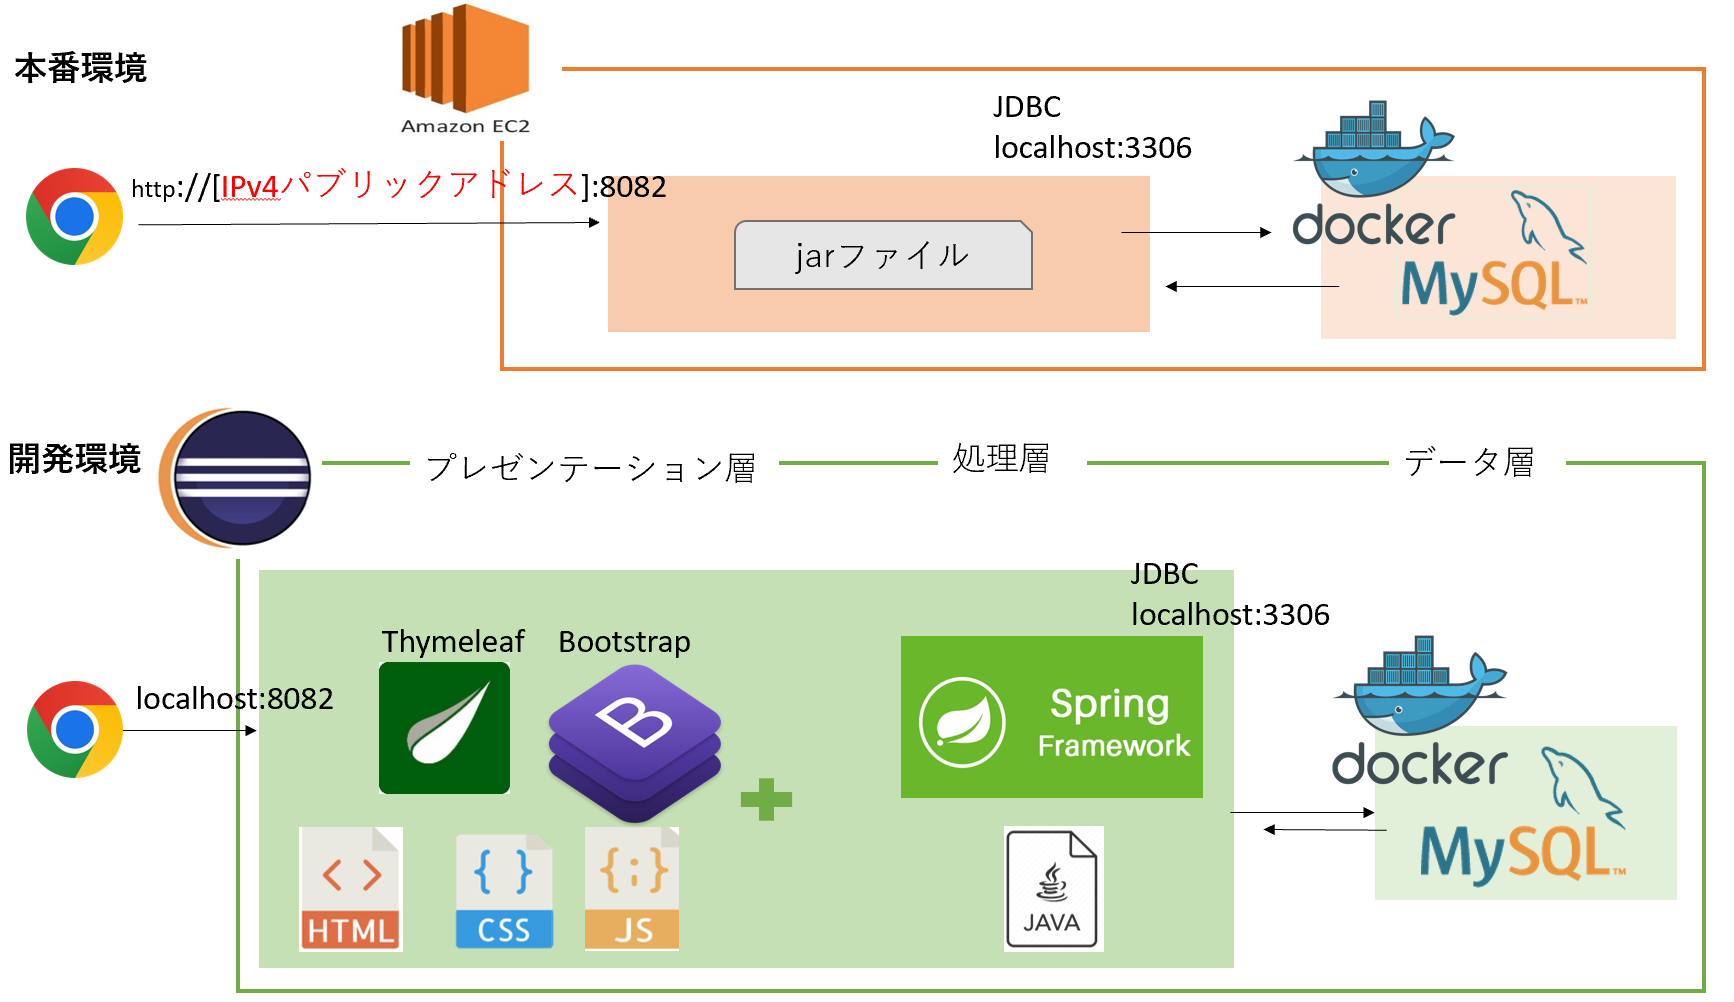 本番環境
Amazon EC2
JDBC
localhost:3306
http://[IPv4パブリックアドレス]:8082
jarファイル
docker
MySQL™
開発環境
プレゼンテーション層
処理層
データ層
JDBC
localhost:3306
Thymeleaf
Bootstrap
B
localhost:8082
Spring
Framework
docker
MySQL™
HTML
CSS
JS
JAVA